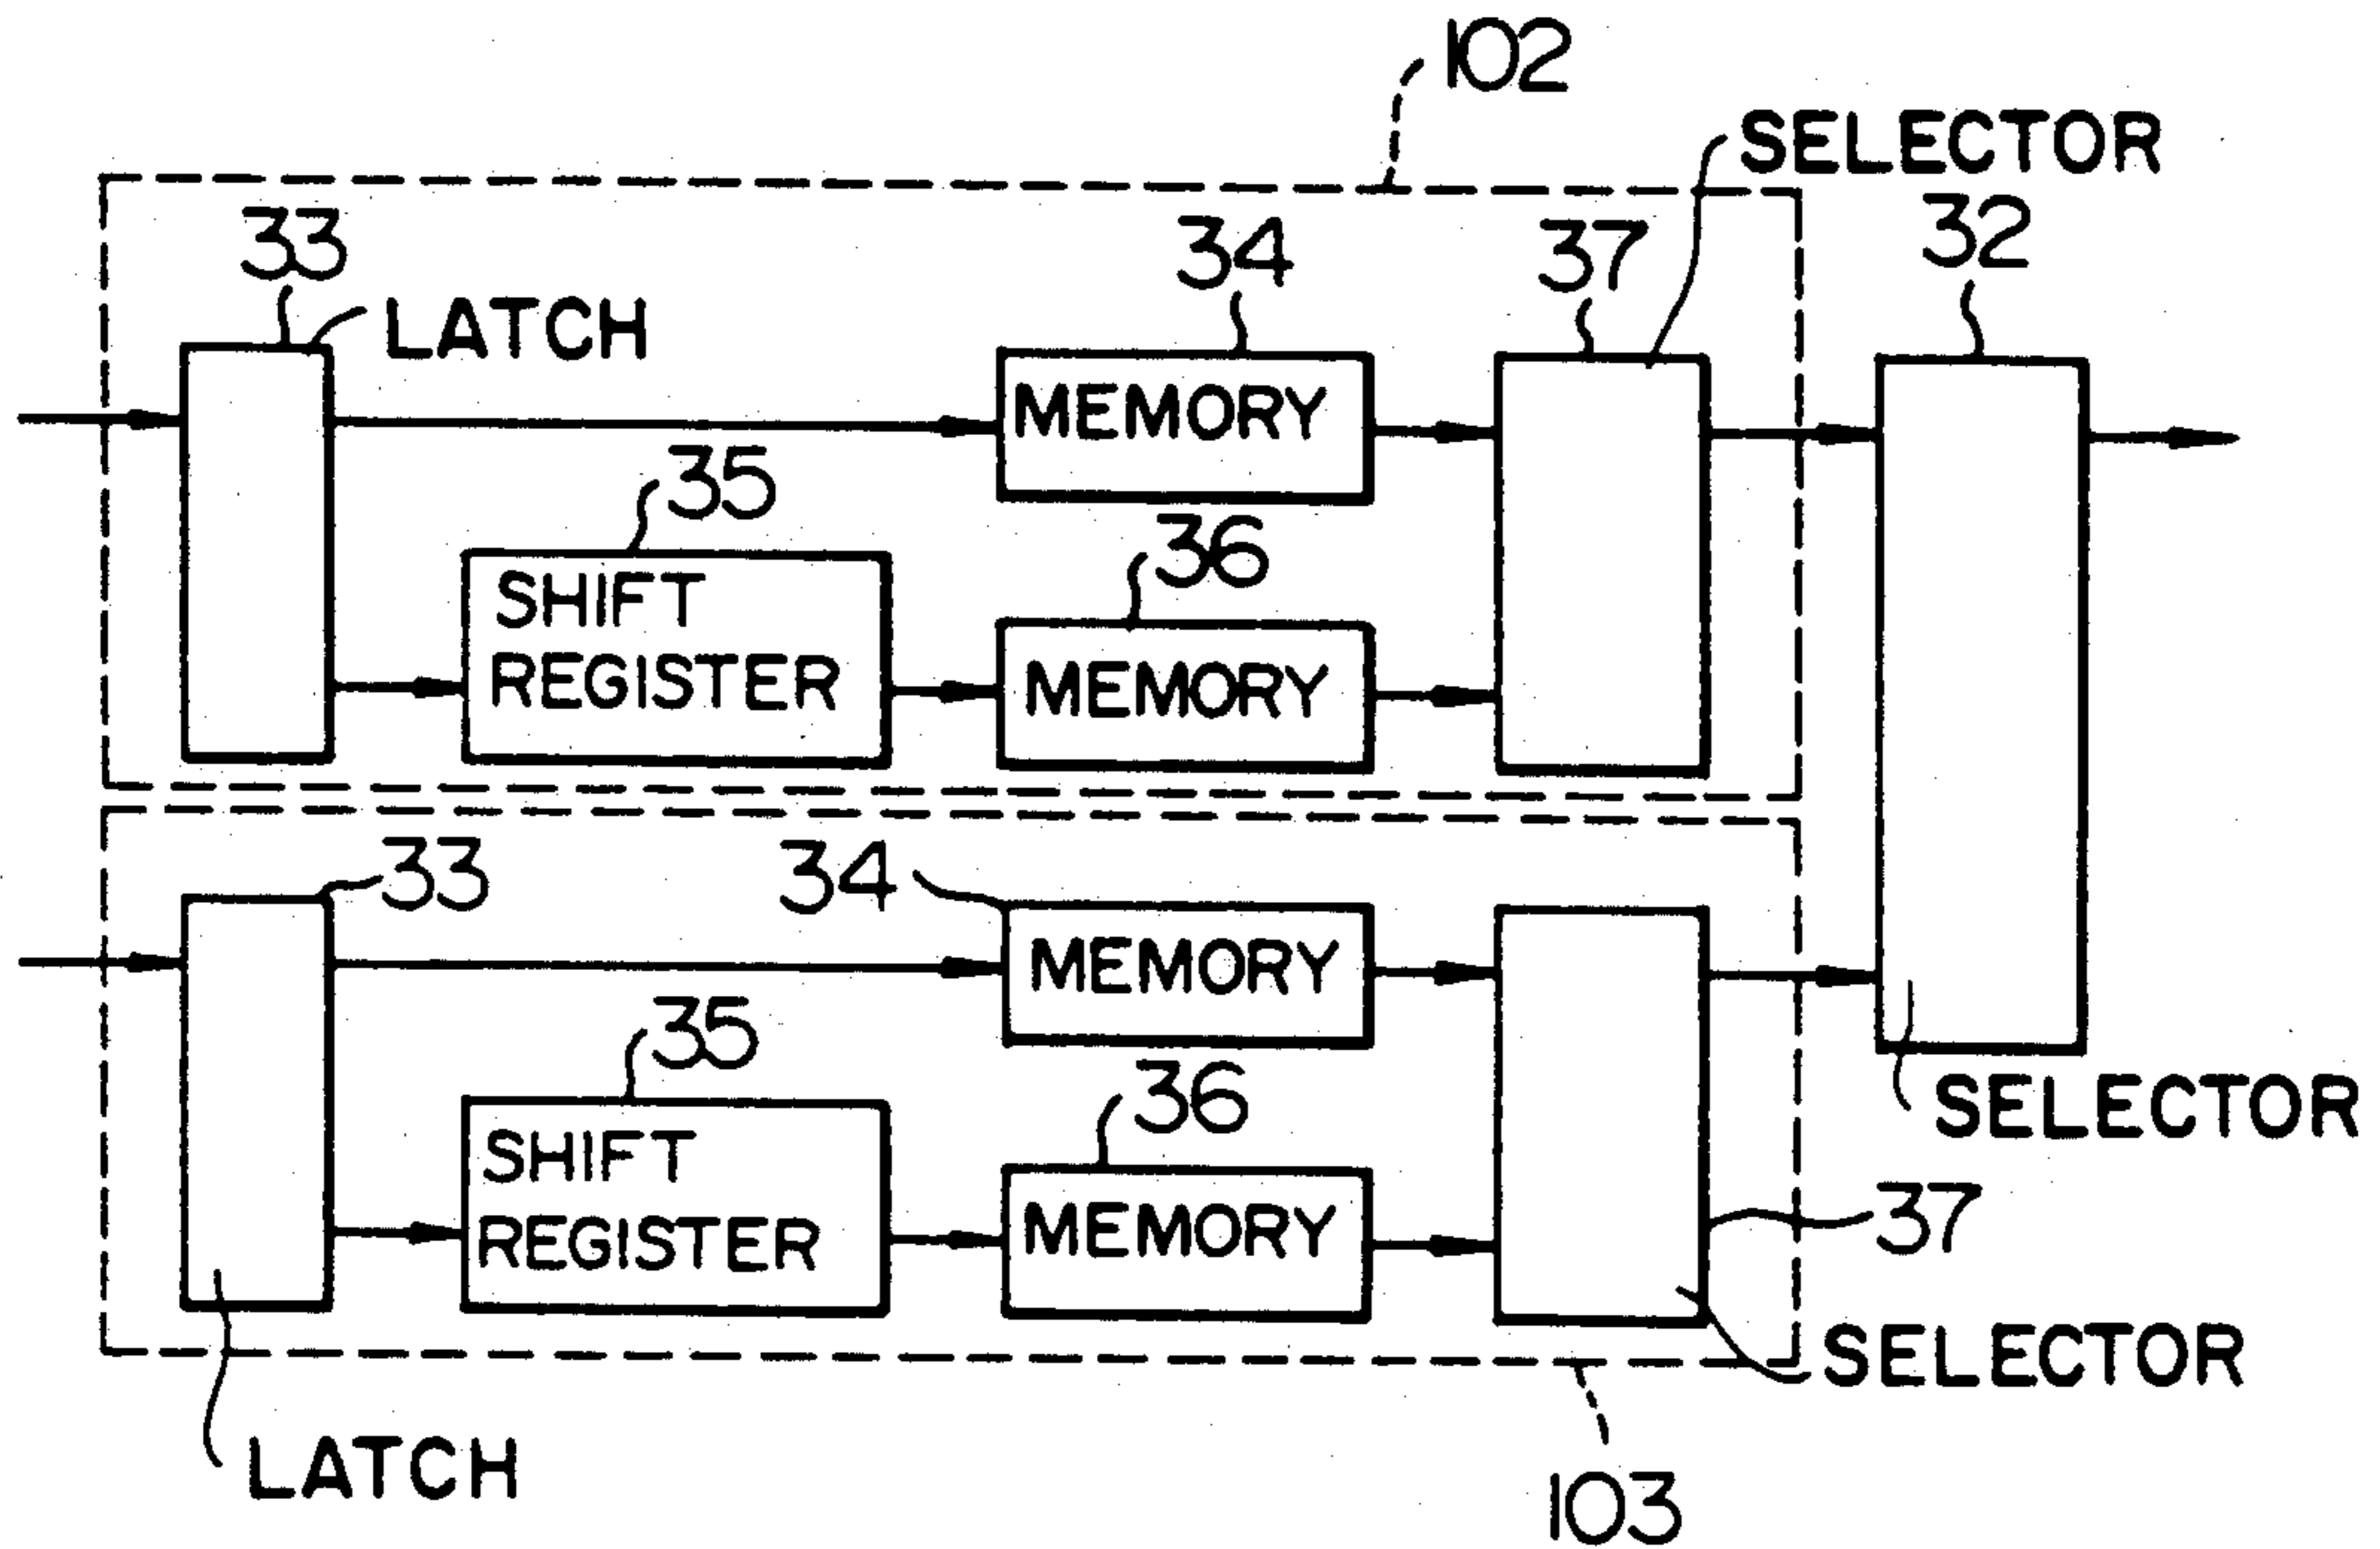 102
SELECTOR
33
34
37
32
LATCH
MEMORY
35
36
SHIFT
REGISTER
MEMORY
33
34
MEMORY
35
36
SHIFT
REGISTER
MEMORY
SELECTOR
37
SELECTOR
LATCH
103